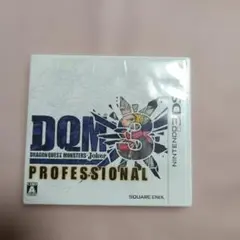 DQM 3
DRAGON QUEST MONSTERS Joker
PROFESSIONAL
NINTENDO 3DS
A
SQUARE ENIX